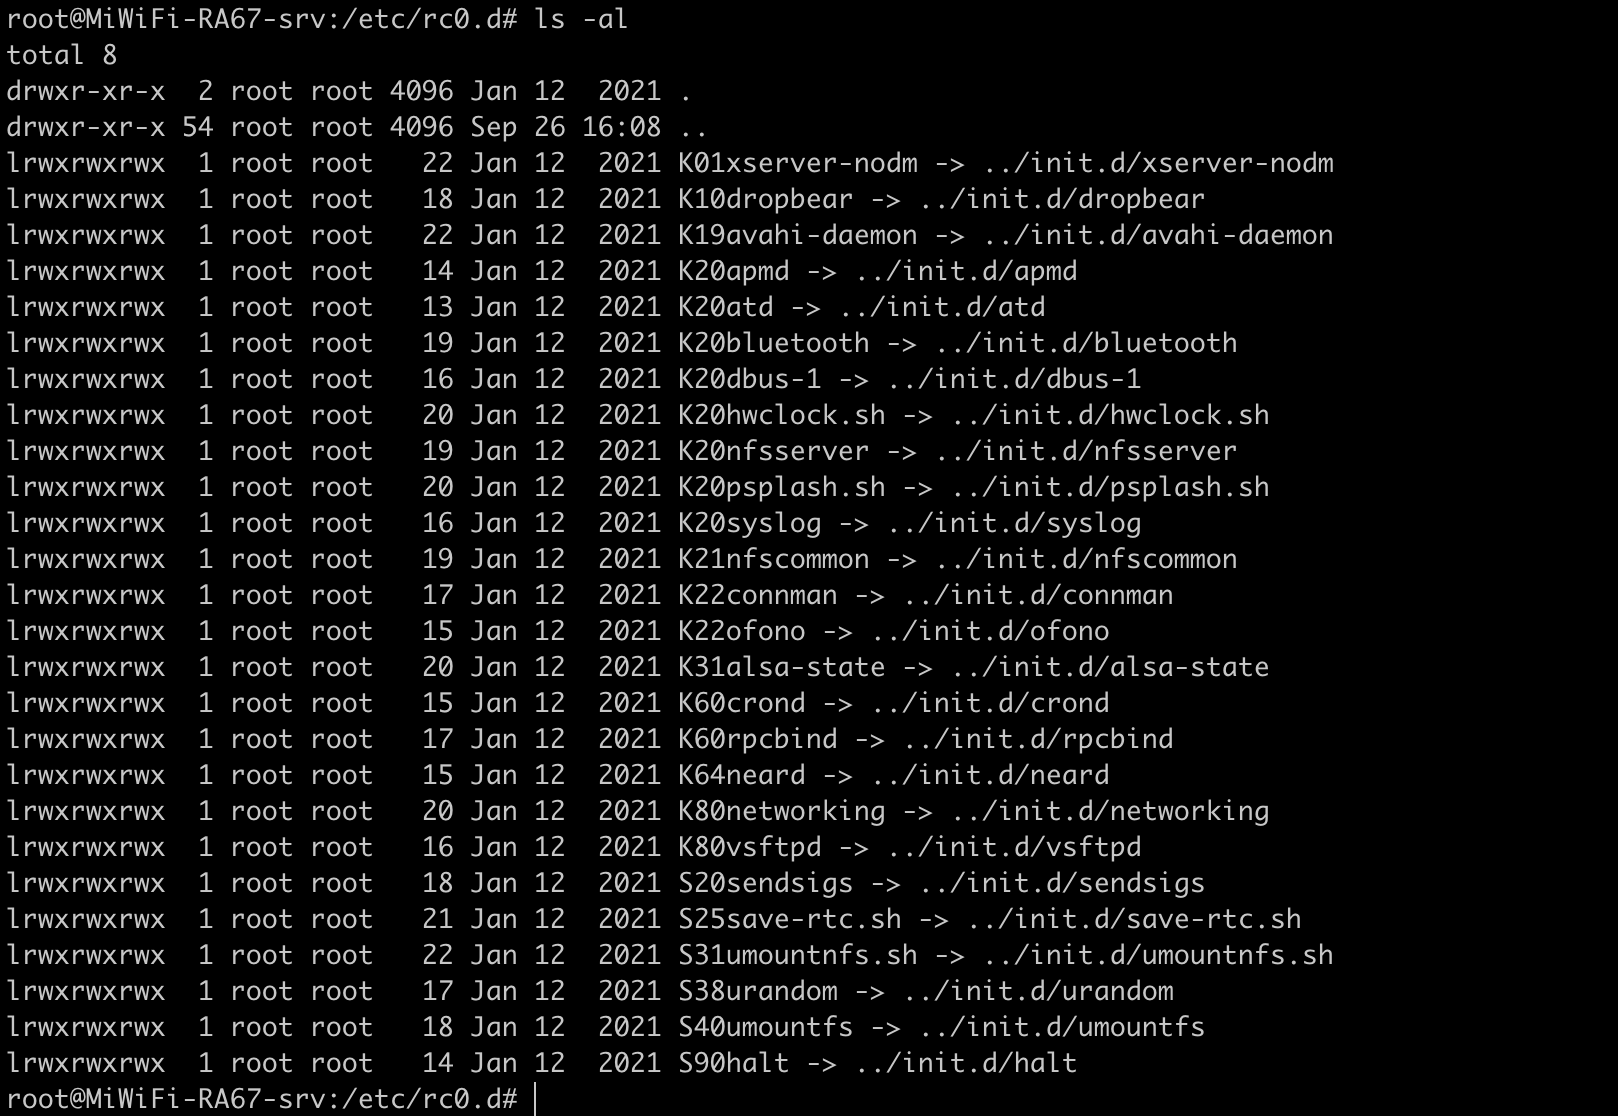 root@MiWiFi-RA67-srv:/etc/rc0.d# ls -al
total 8
drwxr-xr-x  2 root root 4096 Jan 12  2021 .
drwxr-xr-x 54 root root 4096 Sep 26 16:08 ..
lrwxrwxrwx  1 root root   22 Jan 12  2021 K01xserver-nodm -> ../init.d/xserver-nodm
lrwxrwxrwx  1 root root   18 Jan 12  2021 K10dropbear -> ../init.d/dropbear
lrwxrwxrwx  1 root root   22 Jan 12  2021 K19avahi-daemon -> ../init.d/avahi-daemon
lrwxrwxrwx  1 root root   14 Jan 12  2021 K20apmd -> ../init.d/apmd
lrwxrwxrwx  1 root root   13 Jan 12  2021 K20atd -> ../init.d/atd
lrwxrwxrwx  1 root root   19 Jan 12  2021 K20bluetooth -> ../init.d/bluetooth
lrwxrwxrwx  1 root root   16 Jan 12  2021 K20dbus-1 -> ../init.d/dbus-1
lrwxrwxrwx  1 root root   20 Jan 12  2021 K20hwclock.sh -> ../init.d/hwclock.sh
lrwxrwxrwx  1 root root   19 Jan 12  2021 K20nfsserver -> ../init.d/nfsserver
lrwxrwxrwx  1 root root   20 Jan 12  2021 K20psplash.sh -> ../init.d/psplash.sh
lrwxrwxrwx  1 root root   16 Jan 12  2021 K20syslog -> ../init.d/syslog
lrwxrwxrwx  1 root root   19 Jan 12  2021 K21nfscommon -> ../init.d/nfscommon
lrwxrwxrwx  1 root root   17 Jan 12  2021 K22connman -> ../init.d/connman
lrwxrwxrwx  1 root root   15 Jan 12  2021 K22ofono -> ../init.d/ofono
lrwxrwxrwx  1 root root   20 Jan 12  2021 K31alsa-state -> ../init.d/alsa-state
lrwxrwxrwx  1 root root   15 Jan 12  2021 K60crond -> ../init.d/crond
lrwxrwxrwx  1 root root   17 Jan 12  2021 K60rpcbind -> ../init.d/rpcbind
lrwxrwxrwx  1 root root   15 Jan 12  2021 K64neard -> ../init.d/neard
lrwxrwxrwx  1 root root   20 Jan 12  2021 K80networking -> ../init.d/networking
lrwxrwxrwx  1 root root   16 Jan 12  2021 K80vsftpd -> ../init.d/vsftpd
lrwxrwxrwx  1 root root   18 Jan 12  2021 S20sendsigs -> ../init.d/sendsigs
lrwxrwxrwx  1 root root   21 Jan 12  2021 S25save-rtc.sh -> ../init.d/save-rtc.sh
lrwxrwxrwx  1 root root   22 Jan 12  2021 S31umountnfs.sh -> ../init.d/umountnfs.sh
lrwxrwxrwx  1 root root   17 Jan 12  2021 S38urandom -> ../init.d/urandom
lrwxrwxrwx  1 root root   18 Jan 12  2021 S40umountfs -> ../init.d/umountfs
lrwxrwxrwx  1 root root   14 Jan 12  2021 S90halt -> ../init.d/halt
root@MiWiFi-RA67-srv:/etc/rc0.d#